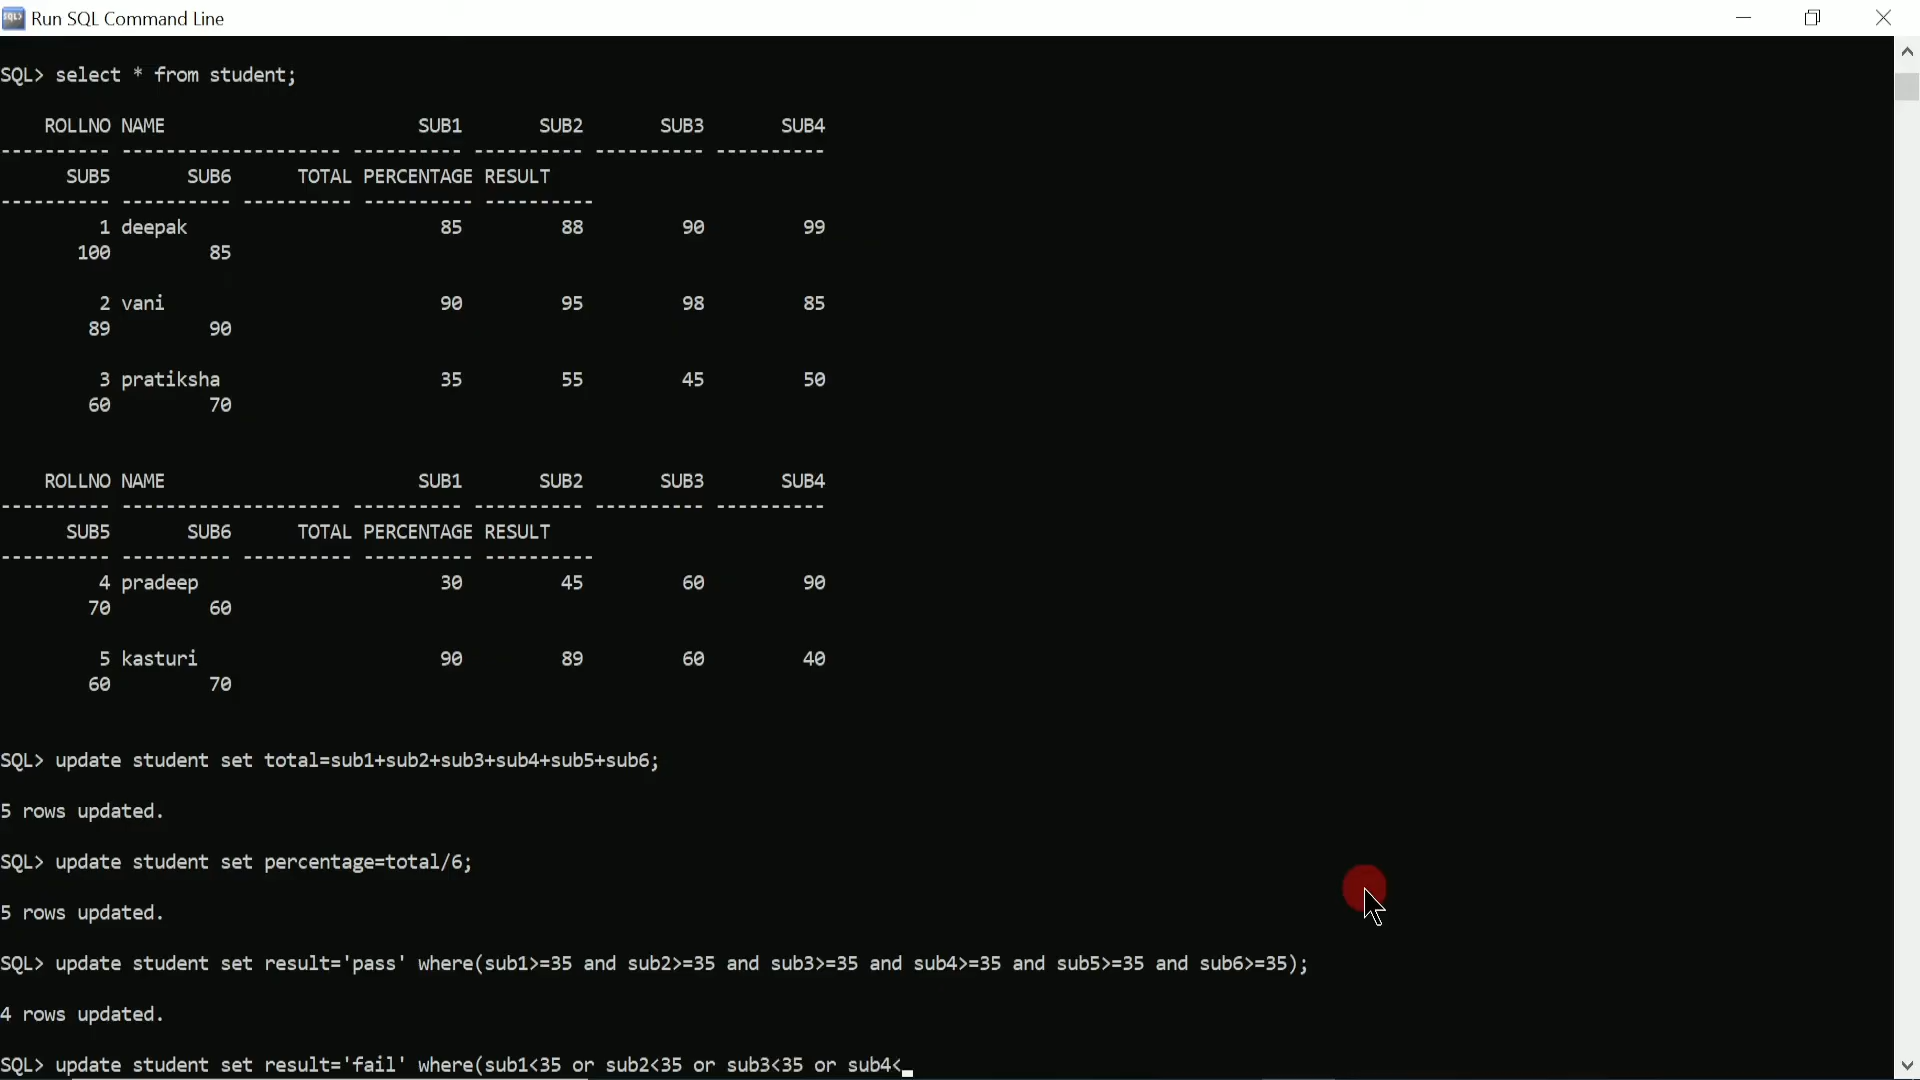 Run SQL Command Line
SQL> select * from student;
ROLLNO NAME SUB1 SUB2 SUB3 SUB4
---------- -------------------- ---------- ---------- ---------- ----------
SUB5 SUB6 TOTAL PERCENTAGE RESULT
---------- ---------- ---------- ---------- ----------
1 deepak 85 88 90 99
100 85
2 vani 90 95 98 85
89 90
3 pratiksha 35 55 45 50
60 70
ROLLNO NAME SUB1 SUB2 SUB3 SUB4
---------- -------------------- ---------- ---------- ---------- ----------
SUB5 SUB6 TOTAL PERCENTAGE RESULT
---------- ---------- ---------- ---------- ----------
4 pradeep 30 45 60 90
70 60
5 kasturi 90 89 60 40
60 70
SQL> update student set total=sub1+sub2+sub3+sub4+sub5+sub6;
5 rows updated.
SQL> update student set percentage=total/6;
5 rows updated.
SQL> update student set result='pass' where(sub1>=35 and sub2>=35 and sub3>=35 and sub4>=35 and sub5>=35 and sub6>=35);
4 rows updated.
SQL> update student set result='fail' where(sub1<35 or sub2<35 or sub3<35 or sub4<